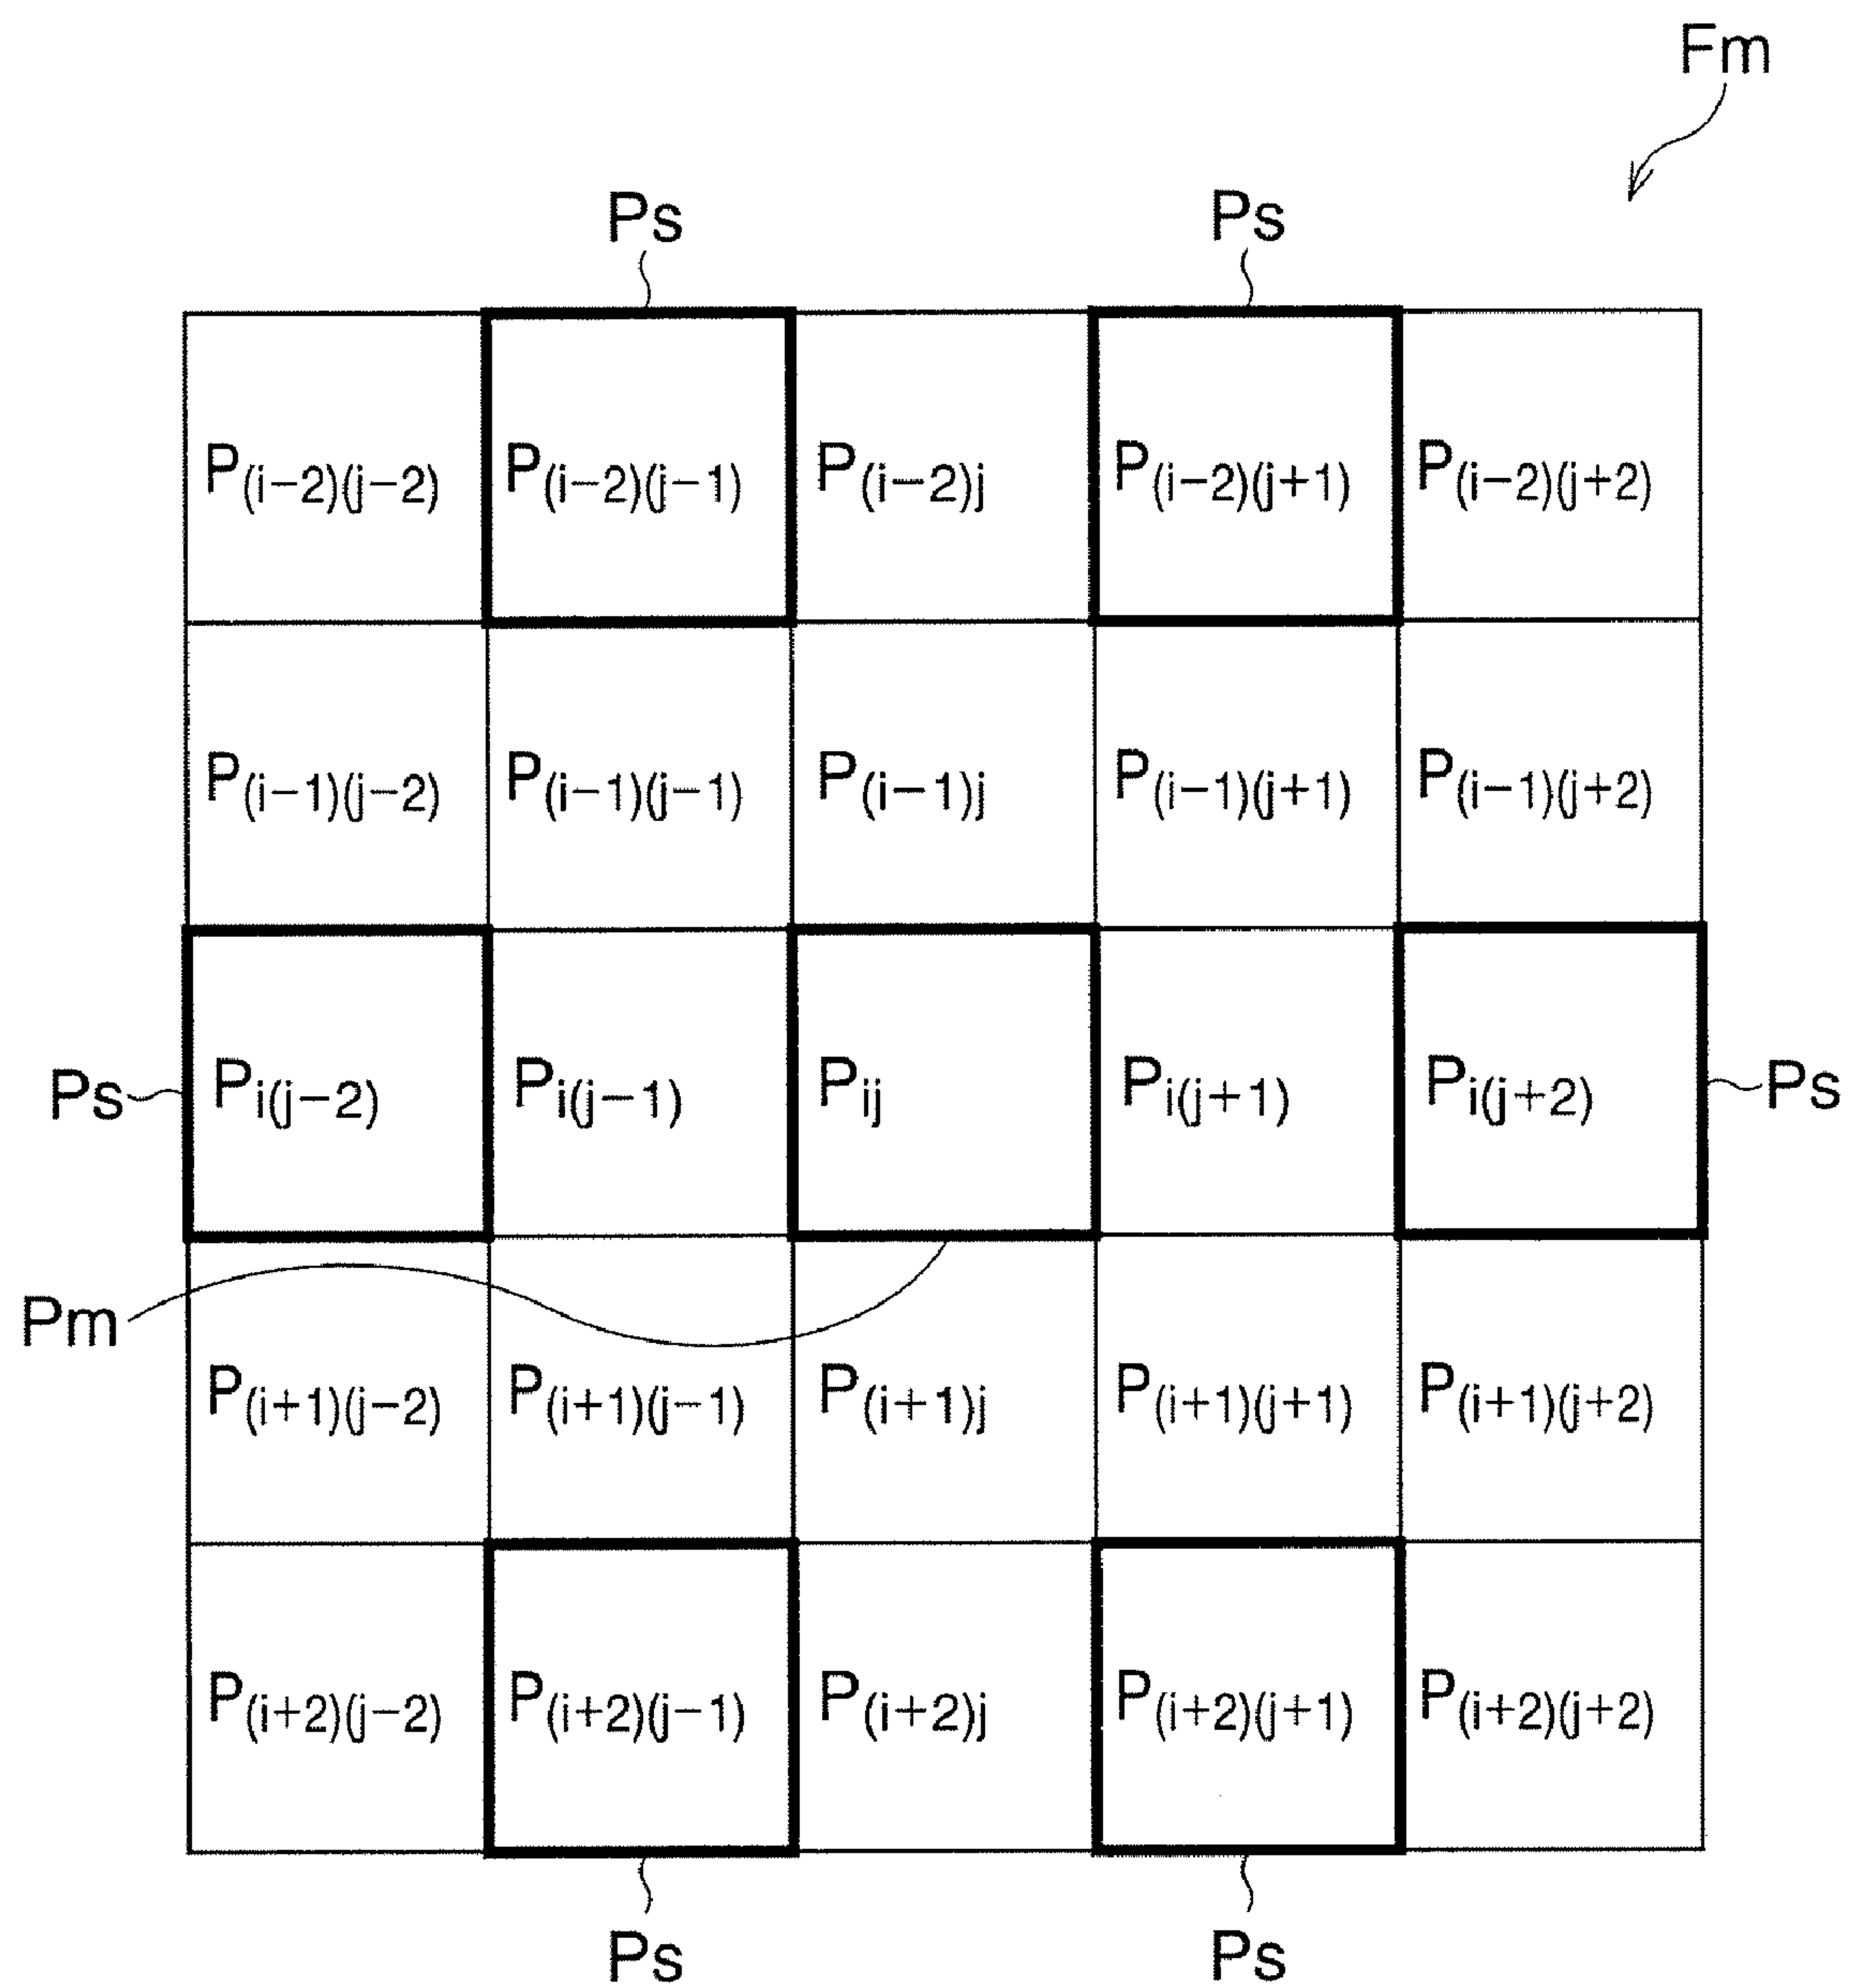 Fm
Ps Ps
P(i−2)(j−2) P(i−2)(j−1) P(i−2)j P(i−2)(j+1) P(i−2)(j+2)
P(i−1)(j−2) P(i−1)(j−1) P(i−1)j P(i−1)(j+1) P(i−1)(j+2)
Ps Pi(j−2) Pi(j−1) Pij Pi(j+1) Pi(j+2) Ps
Pm
P(i+1)(j−2) P(i+1)(j−1) P(i+1)j P(i+1)(j+1) P(i+1)(j+2)
P(i+2)(j−2) P(i+2)(j−1) P(i+2)j P(i+2)(j+1) P(i+2)(j+2)
Ps Ps